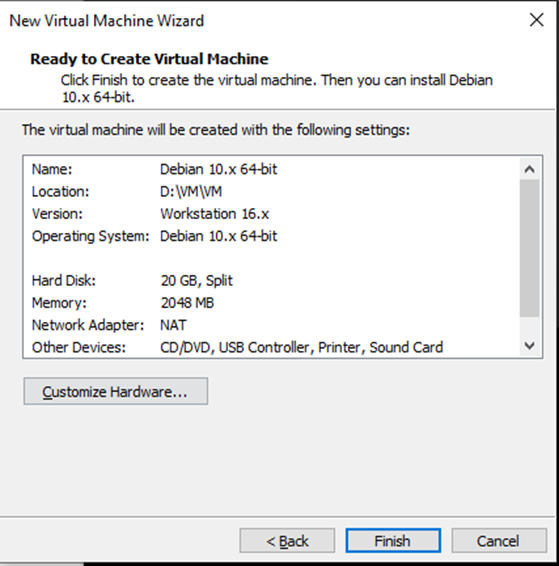 New Virtual Machine Wizard
Ready to Create Virtual Machine
Click Finish to create the virtual machine. Then you can install Debian
10.x 64-bit.
The virtual machine will be created with the following settings:
Name: Debian 10.x 64-bit
Location: D:\VM\VM
Version: Workstation 16.x
Operating System: Debian 10.x 64-bit
Hard Disk: 20 GB, Split
Memory: 2048 MB
Network Adapter: NAT
Other Devices: CD/DVD, USB Controller, Printer, Sound Card
Customize Hardware...
< Back Finish Cancel